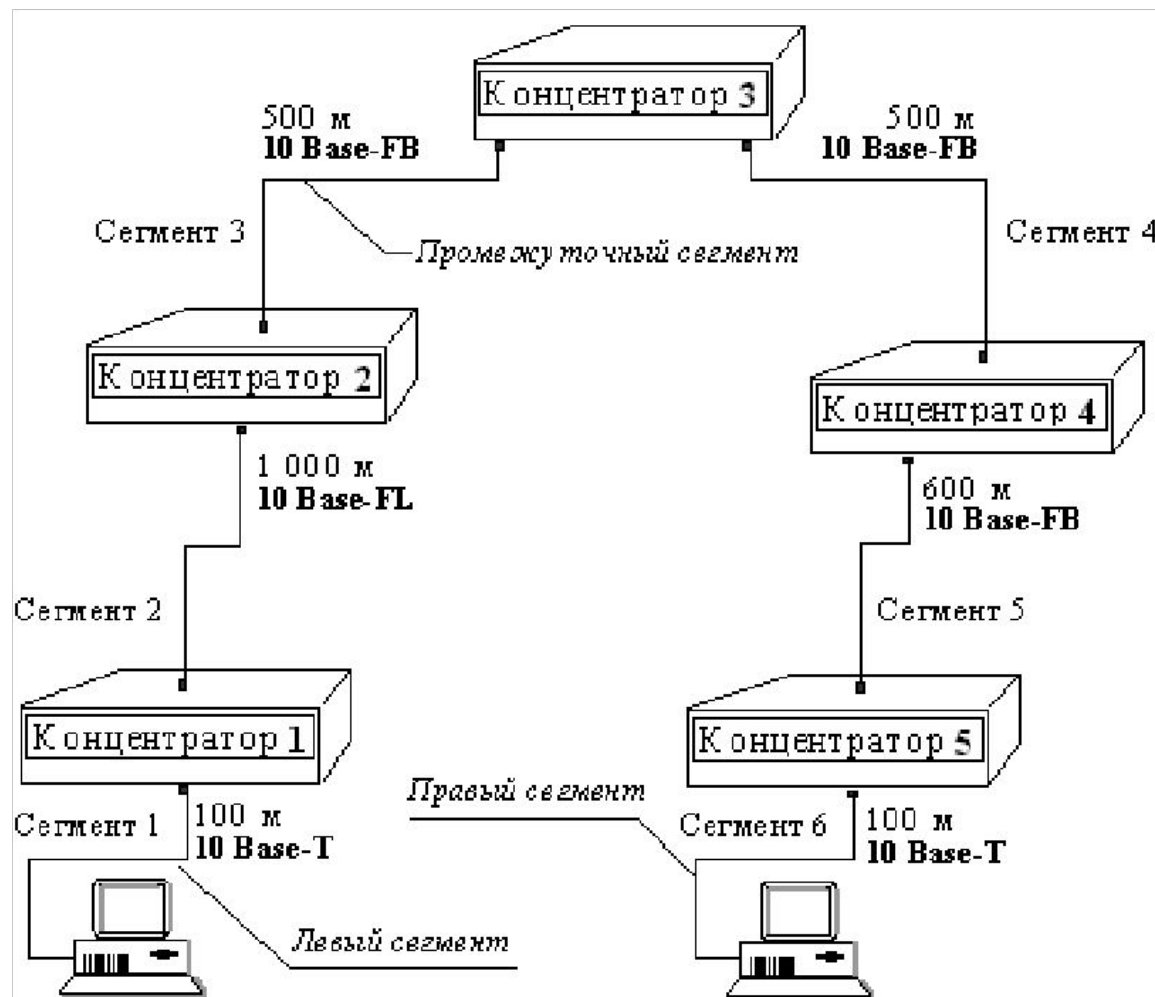 Концентратор 3
500 м
10 Base-FB
500 м
10 Base-FB
Сегмент 3
Промежуточный сегмент
Сегмент 4
Концентратор 2
Концентратор 4
1 000 м
10 Base-FL
600 м
10 Base-FB
Сегмент 2
Сегмент 5
Концентратор 1
Концентратор 5
Сегмент 1
100 м
10 Base-T
Левый сегмент
Правый сегмент
Сегмент 6
100 м
10 Base-T